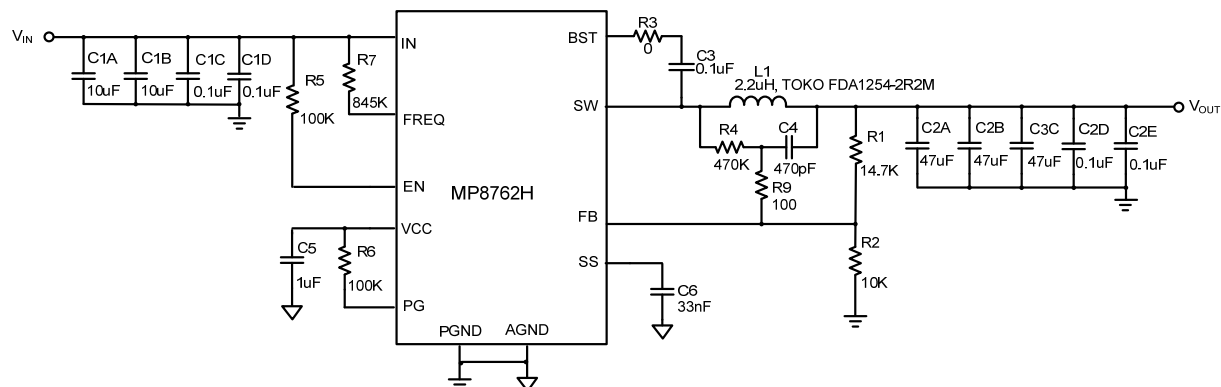 R3
0
BST
VIN
C1A
C1B
C1C
C1D
10uF
10uF
0.1uF
0.1uF
R5
100K
R7
845K
IN
FREQ
EN
MP8762H
VCC
C5
1uF
R6
100K
PG
PGND
AGND
C3
0.1uF
L1
2.2uH, TOKO FDA1254-2R2M
SW
R4
470K
C4
470pF
R9
100
R1
14.7K
FB
R2
10K
SS
C6
33nF
C2A
C2B
C3C
C2D
C2E
47uF
47uF
47uF
0.1uF
0.1uF
VOUT